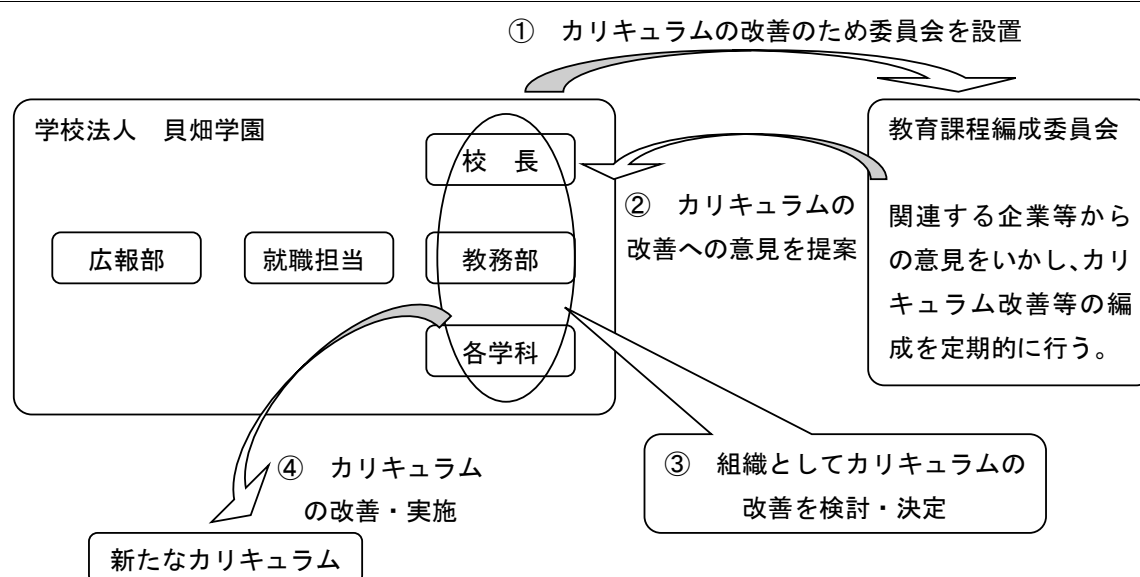 ① カリキュラムの改善のため委員会を設置
学校法人 貝畑学園
校 長
教育課程編成委員会
② カリキュラムの
改善への意見を提案
関連する企業等から
の意見をいかし、カリ
キュラム改善等の編
成を定期的に行う。
広報部
就職担当
教務部
各学科
③ 組織としてカリキュラムの
改善を検討・決定
④ カリキュラム
の改善・実施
新たなカリキュラム